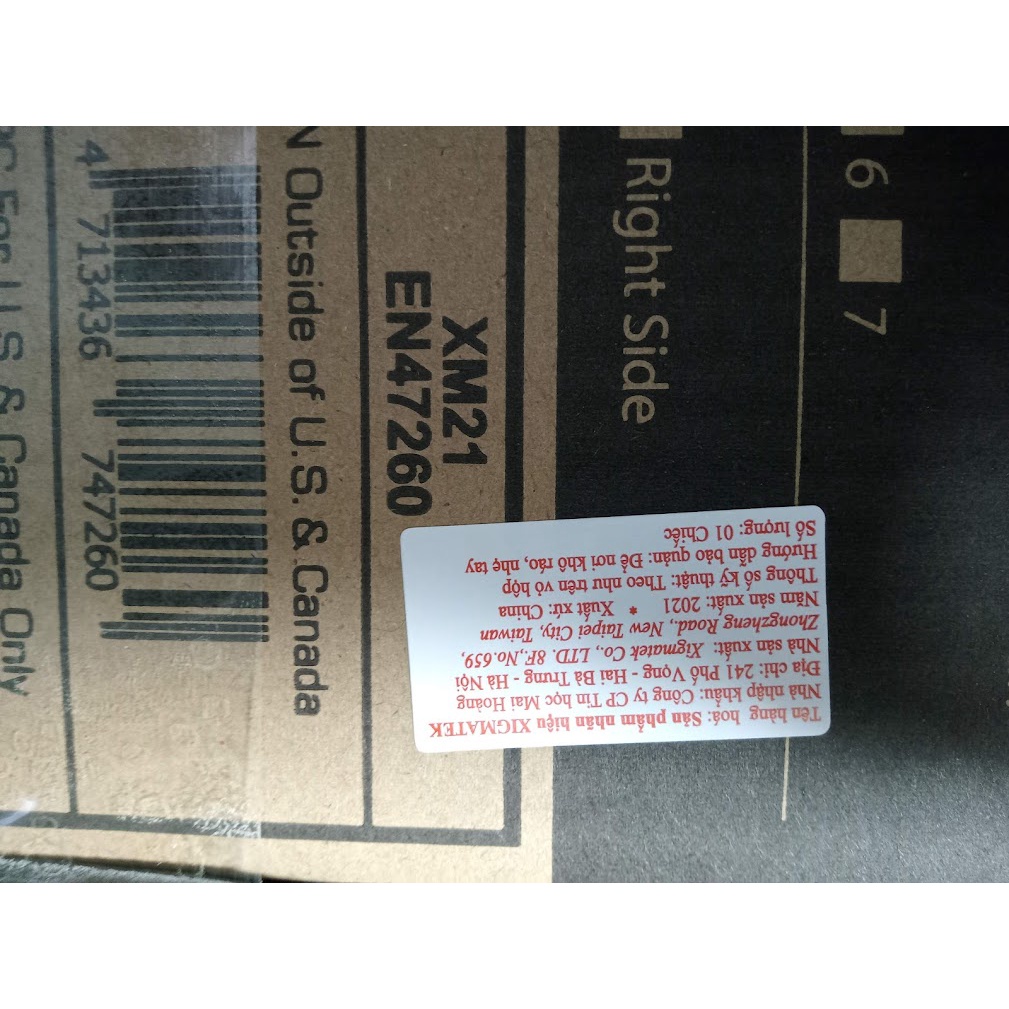 6
7
Right Side
XM21
EN47260
N Outside of U.S. & Canada
4 713436 747260
For U.S. & Canada Only
Tên hàng hoá: Sản phẩm nhãn hiệu XIGMATEK
Nhà nhập khẩu: Công ty CP Tin học Mai Hoàng
Địa chỉ: 241 Phố Vọng - Hai Bà Trưng - Hà Nội
Nhà sản xuất: Xigmatek Co., LTD. 8F.,No.659,
Zhongzheng Road., New Taipei City, Taiwan
Năm sản xuất: 2021 * Xuất xứ: China
Thông số kỹ thuật: Theo như trên vỏ hộp
Hướng dẫn bảo quản: Để nơi khô ráo, nhẹ tay
Số lượng: 01 Chiếc